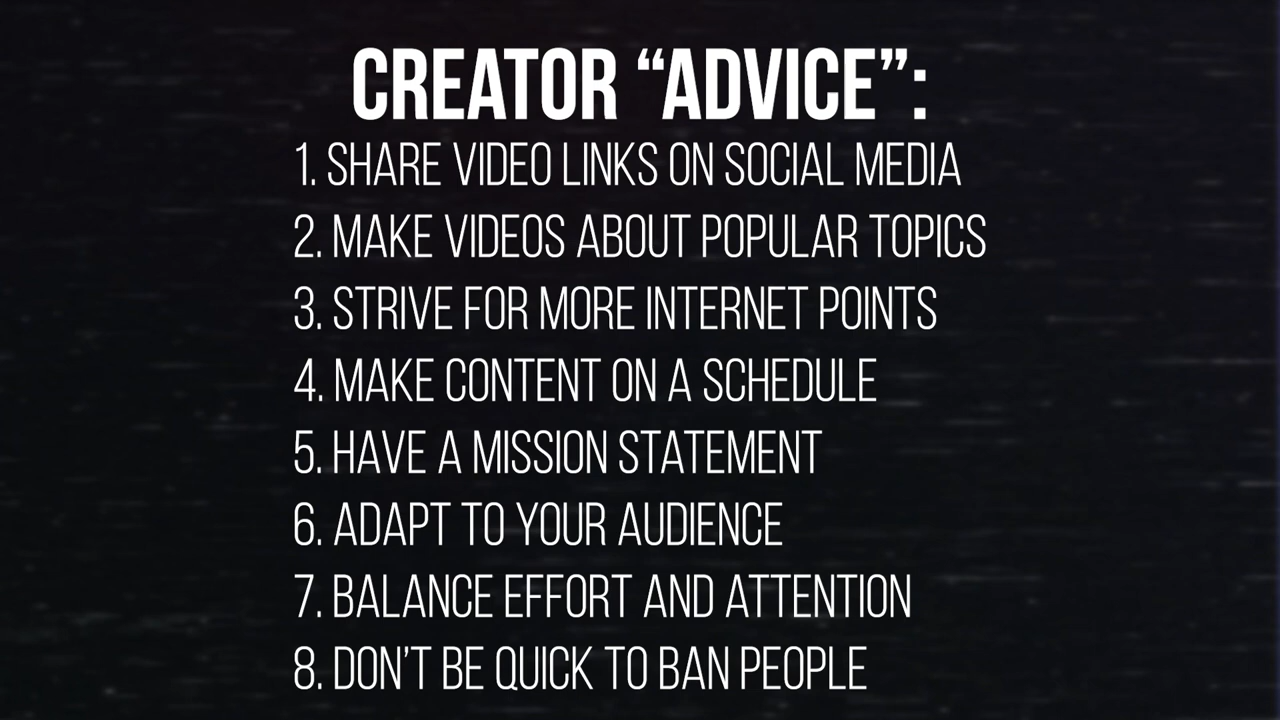 CREATOR “ADVICE”:
1. SHARE VIDEO LINKS ON SOCIAL MEDIA
2. MAKE VIDEOS ABOUT POPULAR TOPICS
3. STRIVE FOR MORE INTERNET POINTS
4. MAKE CONTENT ON A SCHEDULE
5. HAVE A MISSION STATEMENT
6. ADAPT TO YOUR AUDIENCE
7. BALANCE EFFORT AND ATTENTION
8. DON’T BE QUICK TO BAN PEOPLE